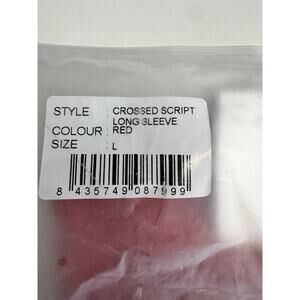 STYLE : CROSSED SCRIPT
LONG SLEEVE
COLOUR : RED
SIZE : L
8 435749 087999